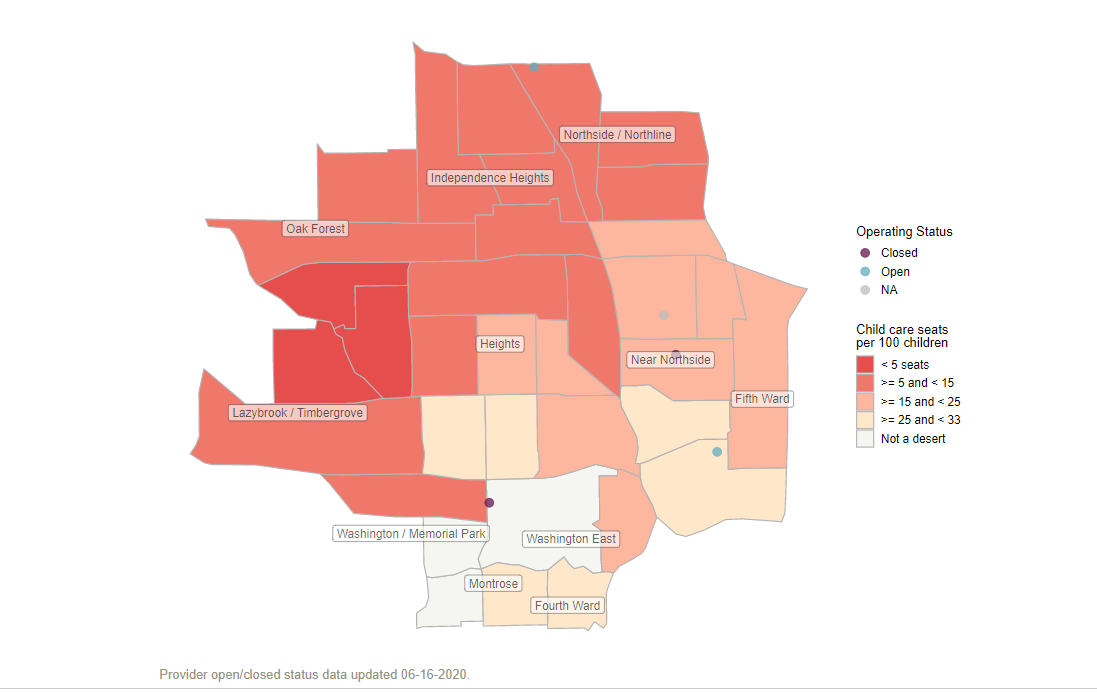 Northside / Northline
Independence Heights
Oak Forest
Heights
Near Northside
Fifth Ward
Lazybrook / Timbergrove
Washington / Memorial Park
Washington East
Montrose
Fourth Ward
Operating Status
Closed
Open
NA
Child care seats
per 100 children
< 5 seats
>= 5 and < 15
>= 15 and < 25
>= 25 and < 33
Not a desert
Provider open/closed status data updated 06-16-2020.